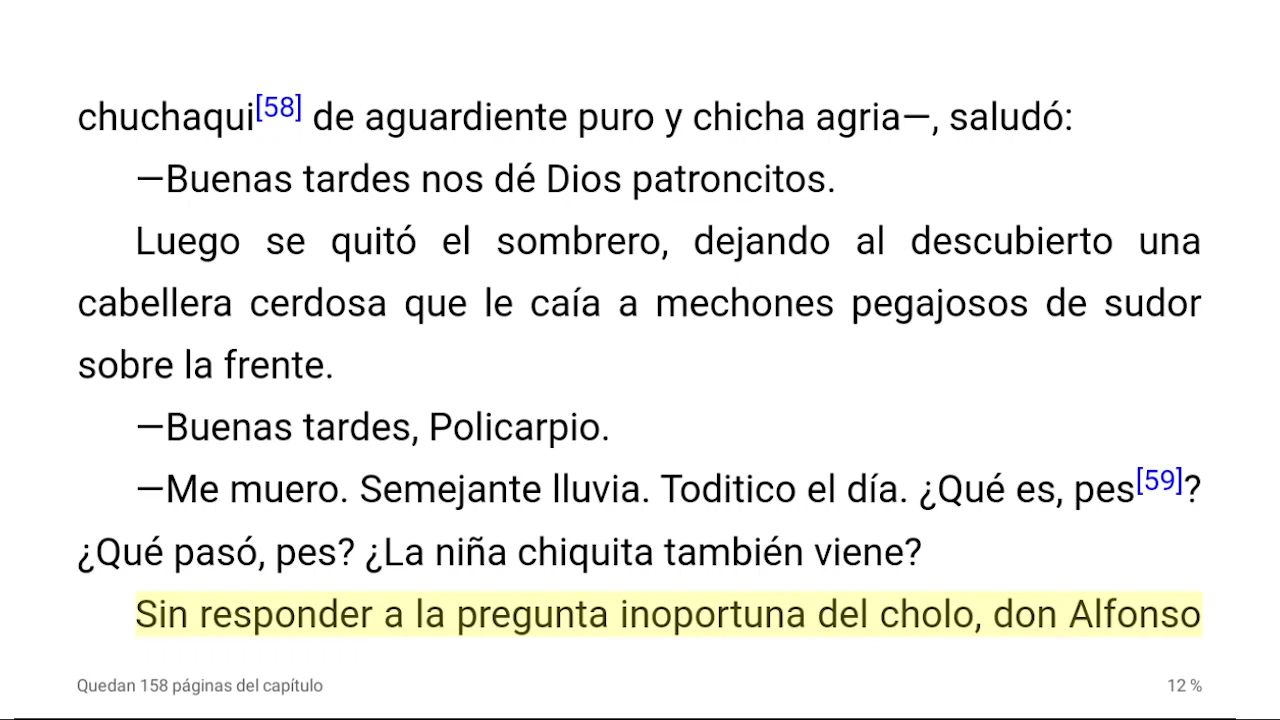 chuchaqui[58] de aguardiente puro y chicha agria—, saludó:
—Buenas tardes nos dé Dios patroncitos.
Luego se quitó el sombrero, dejando al descubierto una
cabellera cerdosa que le caía a mechones pegajosos de sudor
sobre la frente.
—Buenas tardes, Policarpio.
—Me muero. Semejante lluvia. Toditico el día. ¿Qué es, pes[59]?
¿Qué pasó, pes? ¿La niña chiquita también viene?
Sin responder a la pregunta inoportuna del cholo, don Alfonso
Quedan 158 páginas del capítulo
12 %